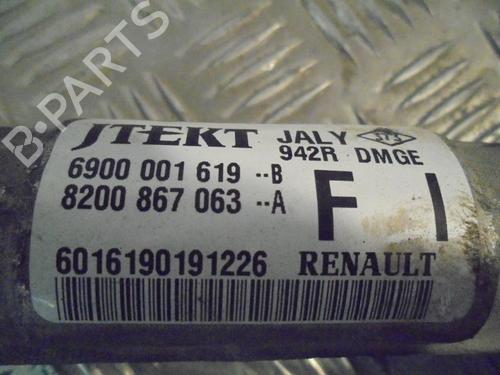 B-PARTS
JTEKT JALY
942R DMGE
6900 001 619 --B
8200 867 063 --A
F I
6016190191226 RENAULT